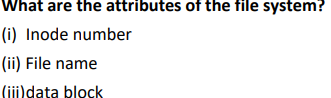 What are the attributes of the file system?
(i) Inode number
(ii) File name
(iii)data block